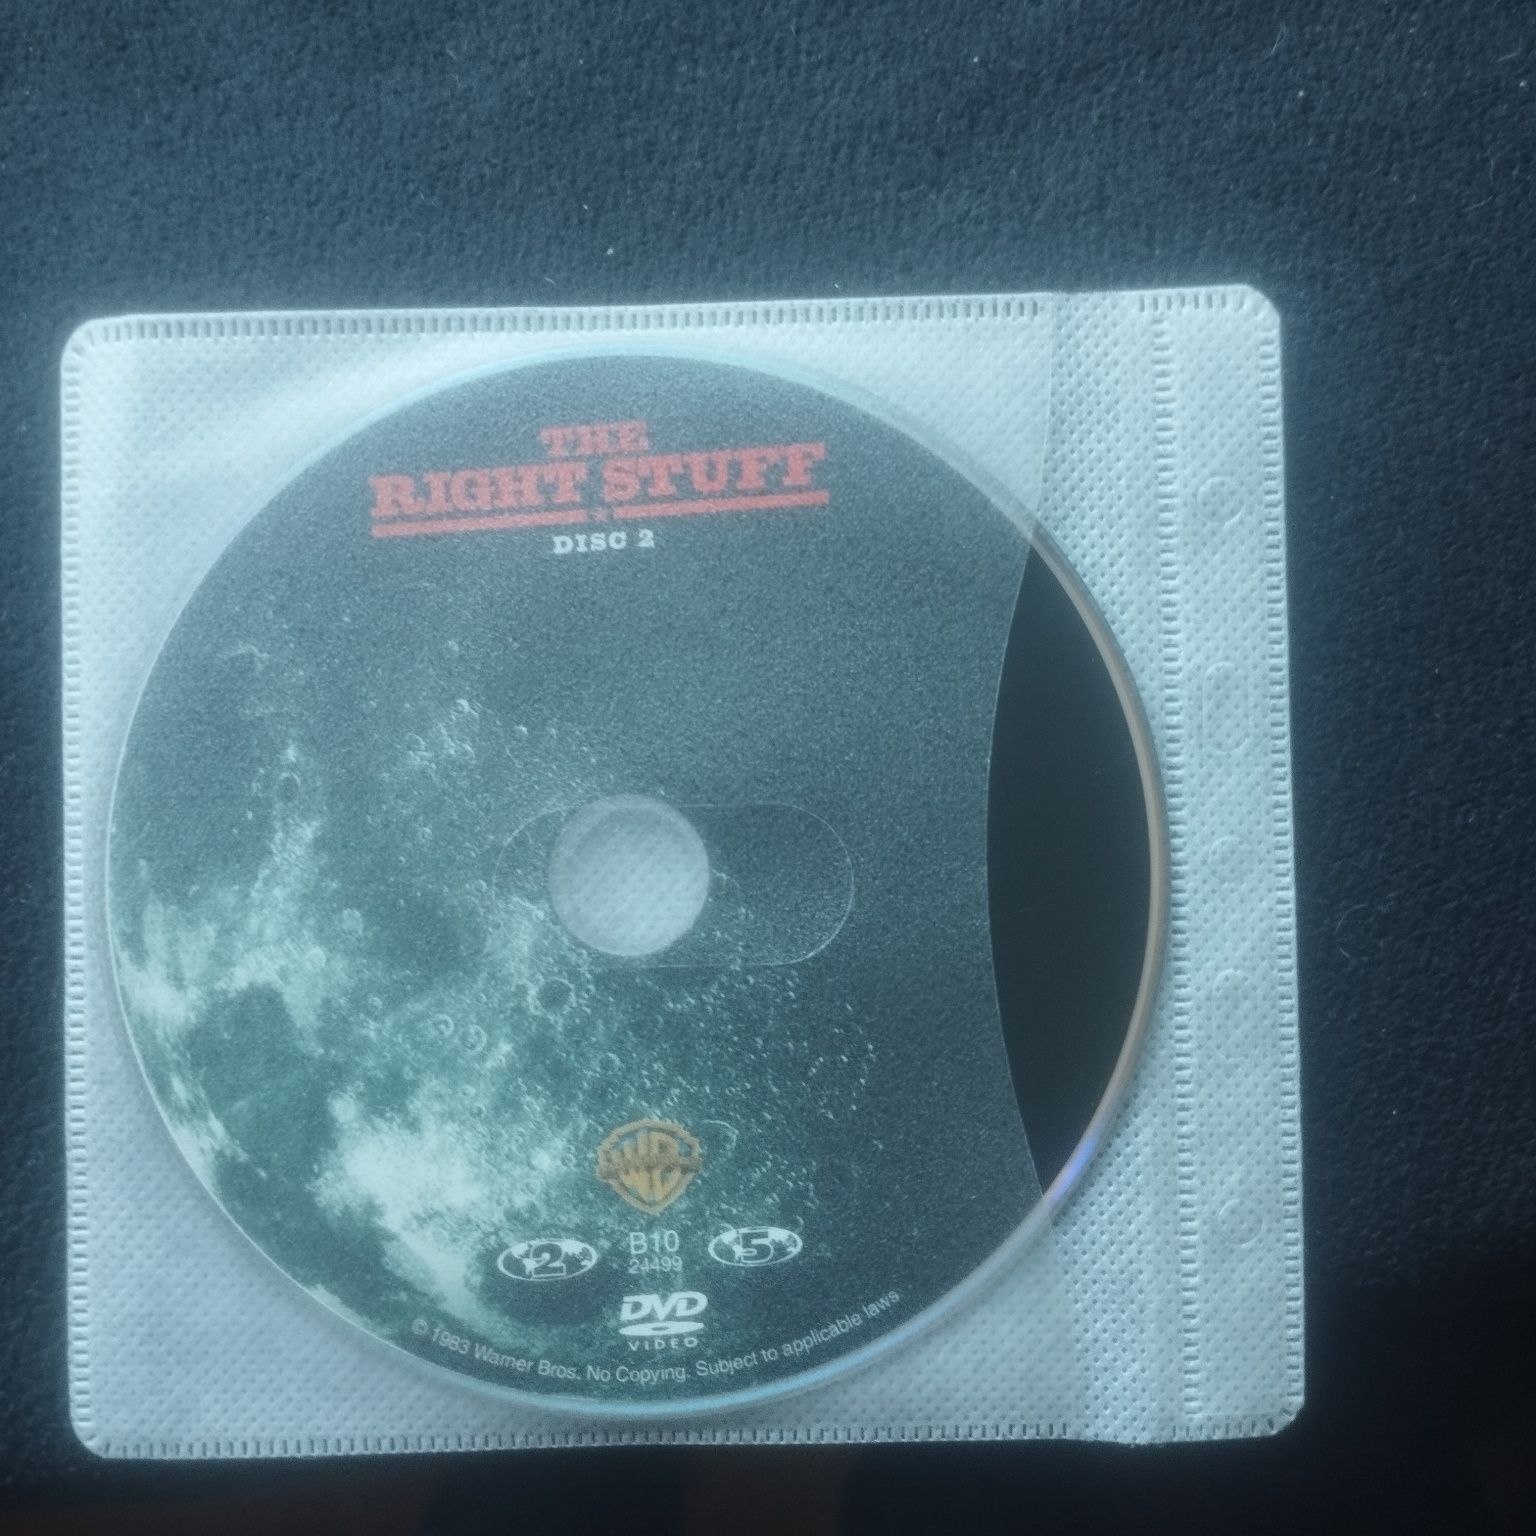 THE
RIGHT STUFF
DISC 2
WB
2
B10
24499
5
DVD
VIDEO
© 1983 Warner Bros. No Copying. Subject to applicable laws